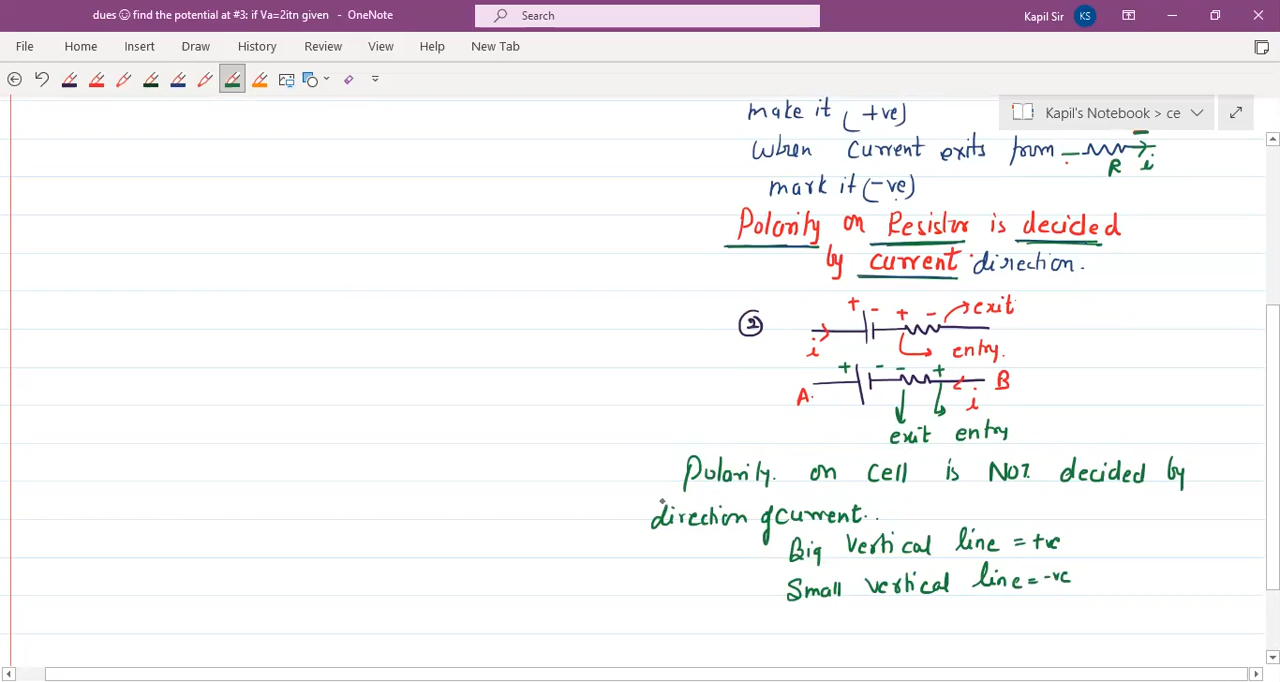 dues ☺ find the potential at #3: if Va=2itn given - OneNote
Search
Kapil Sir KS
File Home Insert Draw History Review View Help New Tab
Kapil's Notebook > ce
make it (+ve)
When current exits from
R i
mark it (-ve)
Polarity on Resistor is decided
by current direction.
② + - + - exit
i entry.
A + - - + B
i
exit entry
Polarity. on cell is NOT decided by
direction of current..
Big vertical line = +ve
Small vertical line = -ve